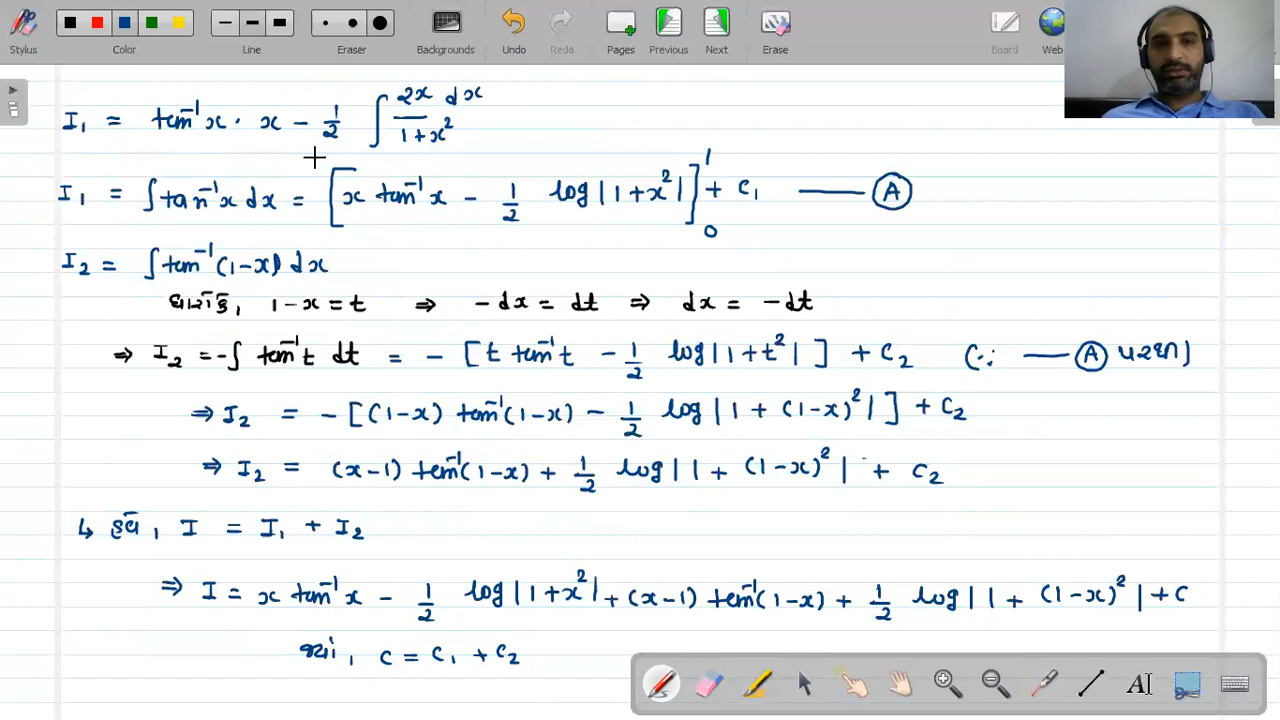 Stylus Color Line Eraser Backgrounds Undo Redo Pages Previous Next Erase Board Web
I₁ = tan⁻¹x · x − 1/2 ∫ 2x dx / 1+x²
I₁ = ∫tan⁻¹x dx = [x tan⁻¹x − 1/2 log|1+x²|]₀¹ + C₁ —— Ⓐ
I₂ = ∫tan⁻¹(1−x) dx
ધારો કે, 1−x = t ⇒ −dx = dt ⇒ dx = −dt
⇒ I₂ = −∫ tan⁻¹t dt = − [t tan⁻¹t − 1/2 log|1+t²|] + C₂ (∵ —— Ⓐ પરથી)
⇒ I₂ = −[(1−x) tan⁻¹(1−x) − 1/2 log|1 + (1−x)²|] + C₂
⇒ I₂ = (x−1) tan⁻¹(1−x) + 1/2 log|1 + (1−x)²| + C₂
↳ હવે, I = I₁ + I₂
⇒ I = x tan⁻¹x − 1/2 log|1+x²| + (x−1) tan⁻¹(1−x) + 1/2 log|1 + (1−x)²| + C
જ્યાં, C = C₁ + C₂